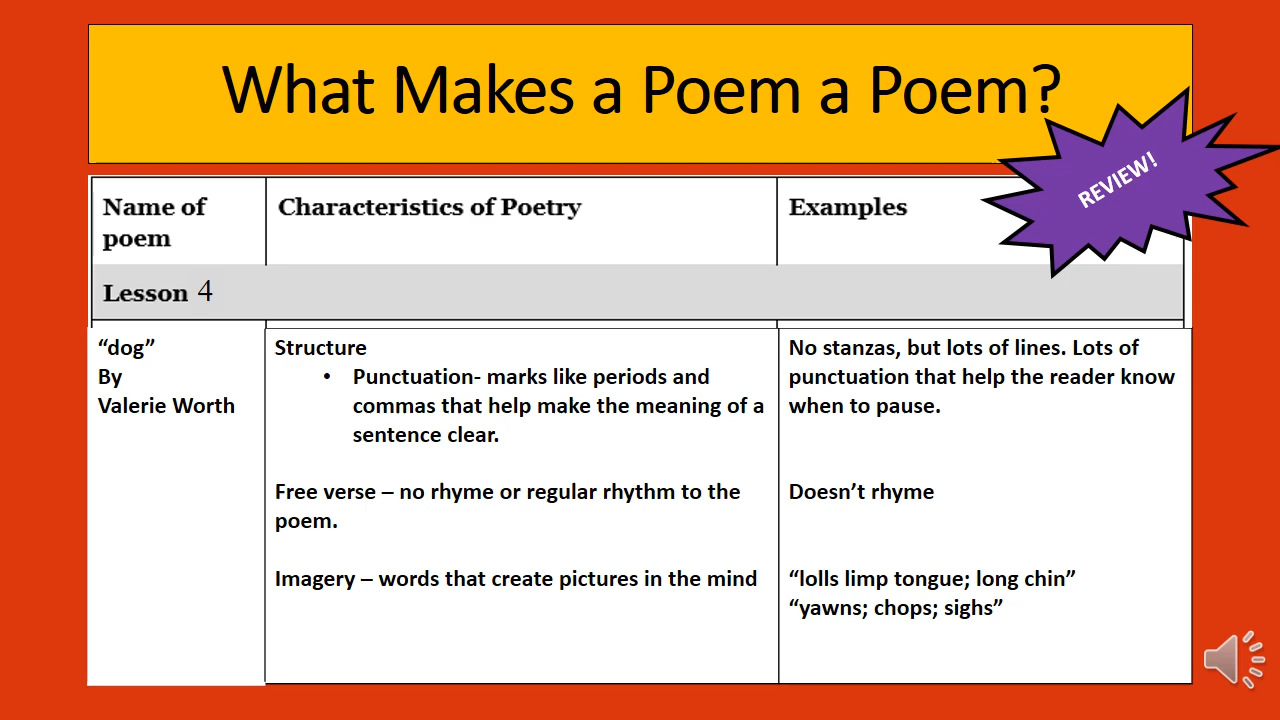 What Makes a Poem a Poem?
REVIEW!
Name of
poem
Characteristics of Poetry
Examples
Lesson 4
“dog”
By
Valerie Worth
Structure
• Punctuation- marks like periods and
commas that help make the meaning of a
sentence clear.
Free verse – no rhyme or regular rhythm to the
poem.
Imagery – words that create pictures in the mind
No stanzas, but lots of lines. Lots of
punctuation that help the reader know
when to pause.
Doesn’t rhyme
“lolls limp tongue; long chin”
“yawns; chops; sighs”